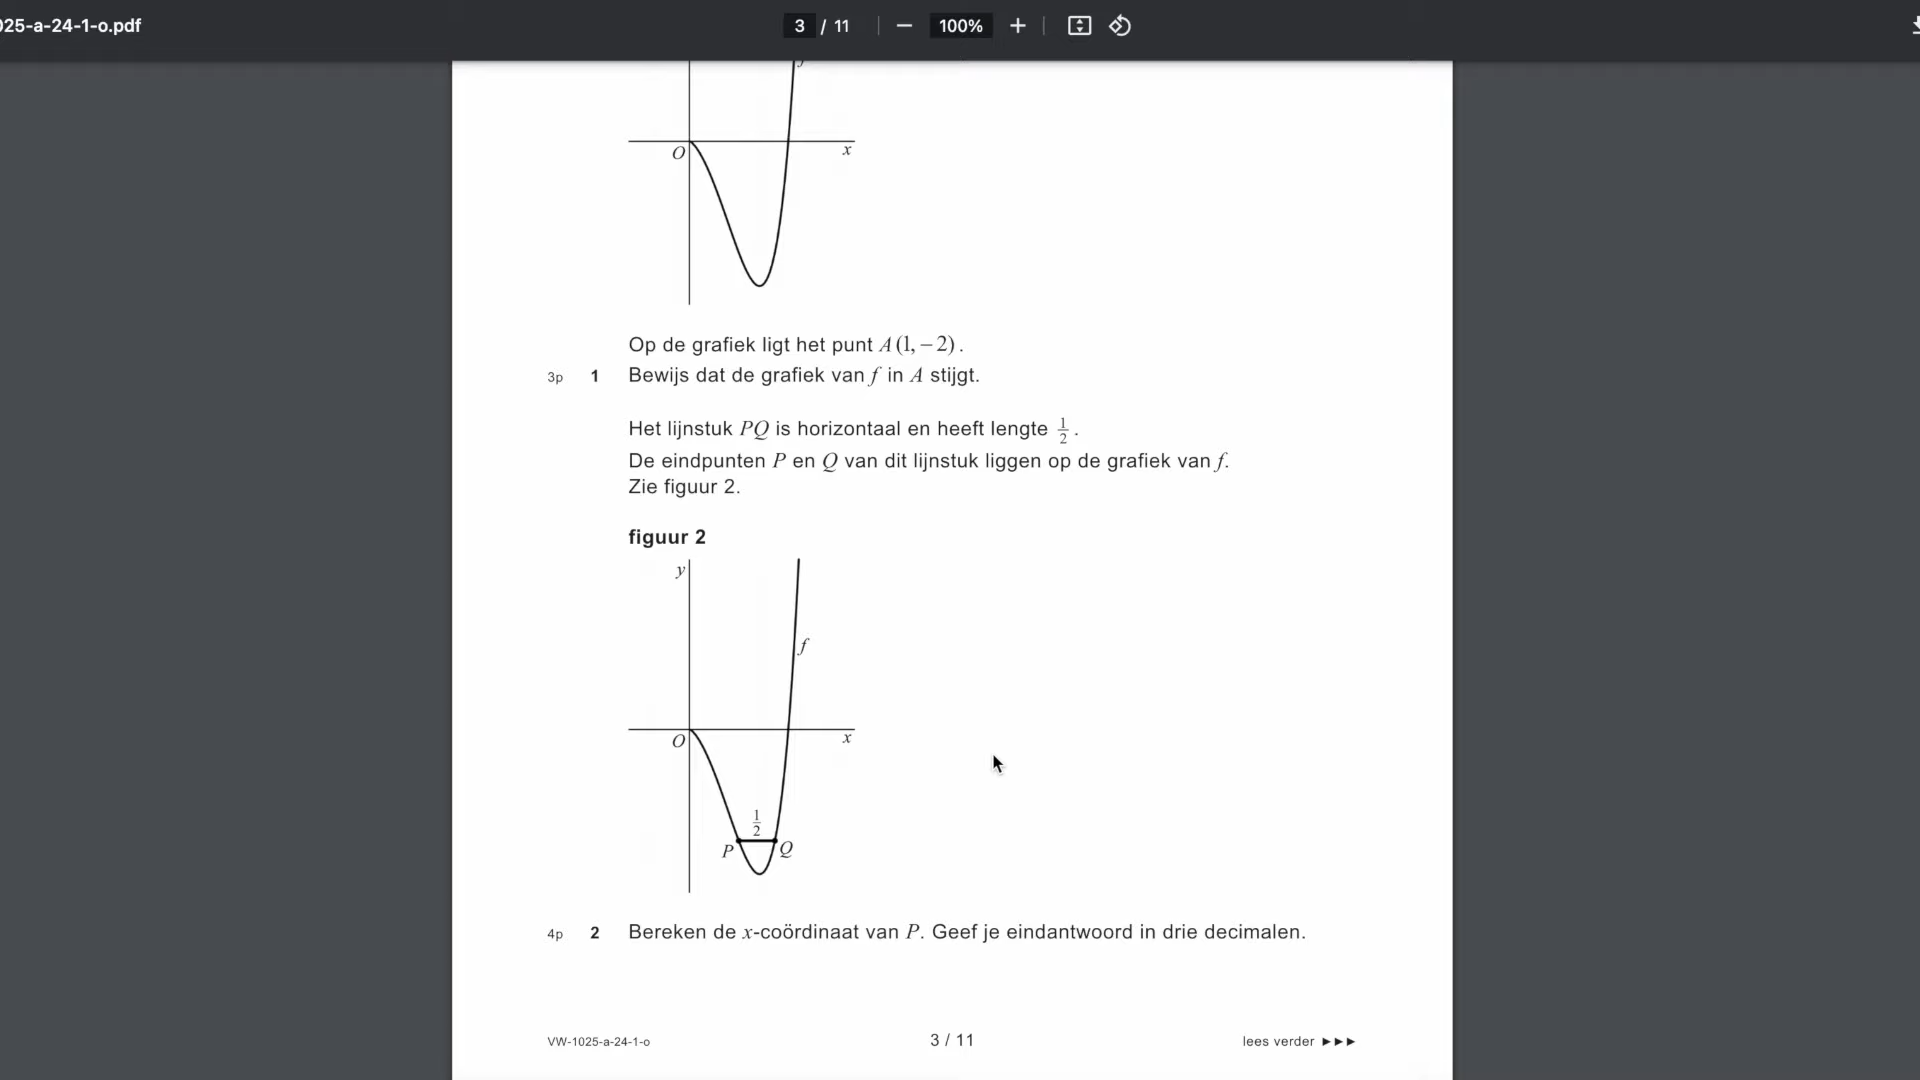 025-a-24-1-o.pdf
3 / 11
100%
f
O
x
Op de grafiek ligt het punt A(1, −2).
3p 1 Bewijs dat de grafiek van f in A stijgt.
Het lijnstuk PQ is horizontaal en heeft lengte 1/2.
De eindpunten P en Q van dit lijnstuk liggen op de grafiek van f.
Zie figuur 2.
figuur 2
y
f
O
x
1/2
P
Q
4p 2 Bereken de x-coördinaat van P. Geef je eindantwoord in drie decimalen.
VW-1025-a-24-1-o
3 / 11
lees verder ►►►